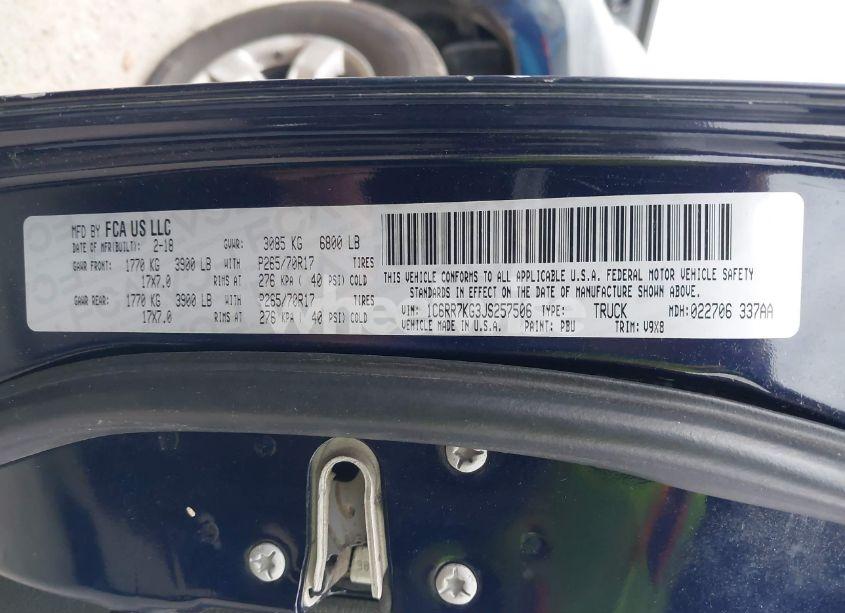 MFD BY FCA US LLC
DATE OF MFR(BUILT): 2-18 GVWR: 3085 KG 6800 LB
GAWR FRONT: 1770 KG 3900 LB WITH P265/70R17 TIRES
17X7.0 RIMS AT 276 KPA ( 40 PSI) COLD
GAWR REAR: 1770 KG 3900 LB WITH P265/70R17 TIRES
17X7.0 RIMS AT 276 KPA ( 40 PSI) COLD
THIS VEHICLE CONFORMS TO ALL APPLICABLE U.S.A. FEDERAL MOTOR VEHICLE SAFETY
STANDARDS IN EFFECT ON THE DATE OF MANUFACTURE SHOWN ABOVE.
VIN: 1C6RR7KG3JS257506 TYPE: TRUCK MDH: 022706 337AA
VEHICLE MADE IN U.S.A. PAINT: PBU TRIM: V9X8